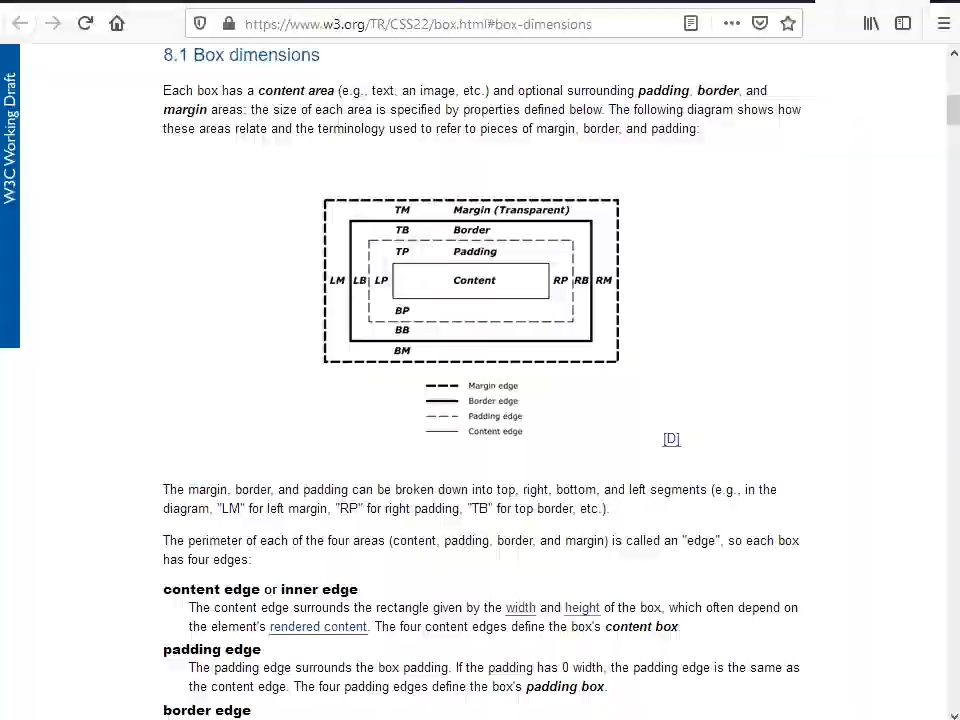 https://www.w3.org/TR/CSS22/box.html#box-dimensions
W3C Working Draft
8.1 Box dimensions
Each box has a content area (e.g., text, an image, etc.) and optional surrounding padding, border, and
margin areas: the size of each area is specified by properties defined below. The following diagram shows how
these areas relate and the terminology used to refer to pieces of margin, border, and padding:
TM Margin (Transparent)
TB Border
TP Padding
LM LB LP Content RP RB RM
BP
BB
BM
Margin edge
Border edge
Padding edge
Content edge
[D]
The margin, border, and padding can be broken down into top, right, bottom, and left segments (e.g., in the
diagram, "LM" for left margin, "RP" for right padding, "TB" for top border, etc.).
The perimeter of each of the four areas (content, padding, border, and margin) is called an "edge", so each box
has four edges:
content edge or inner edge
The content edge surrounds the rectangle given by the width and height of the box, which often depend on
the element's rendered content. The four content edges define the box's content box.
padding edge
The padding edge surrounds the box padding. If the padding has 0 width, the padding edge is the same as
the content edge. The four padding edges define the box's padding box.
border edge